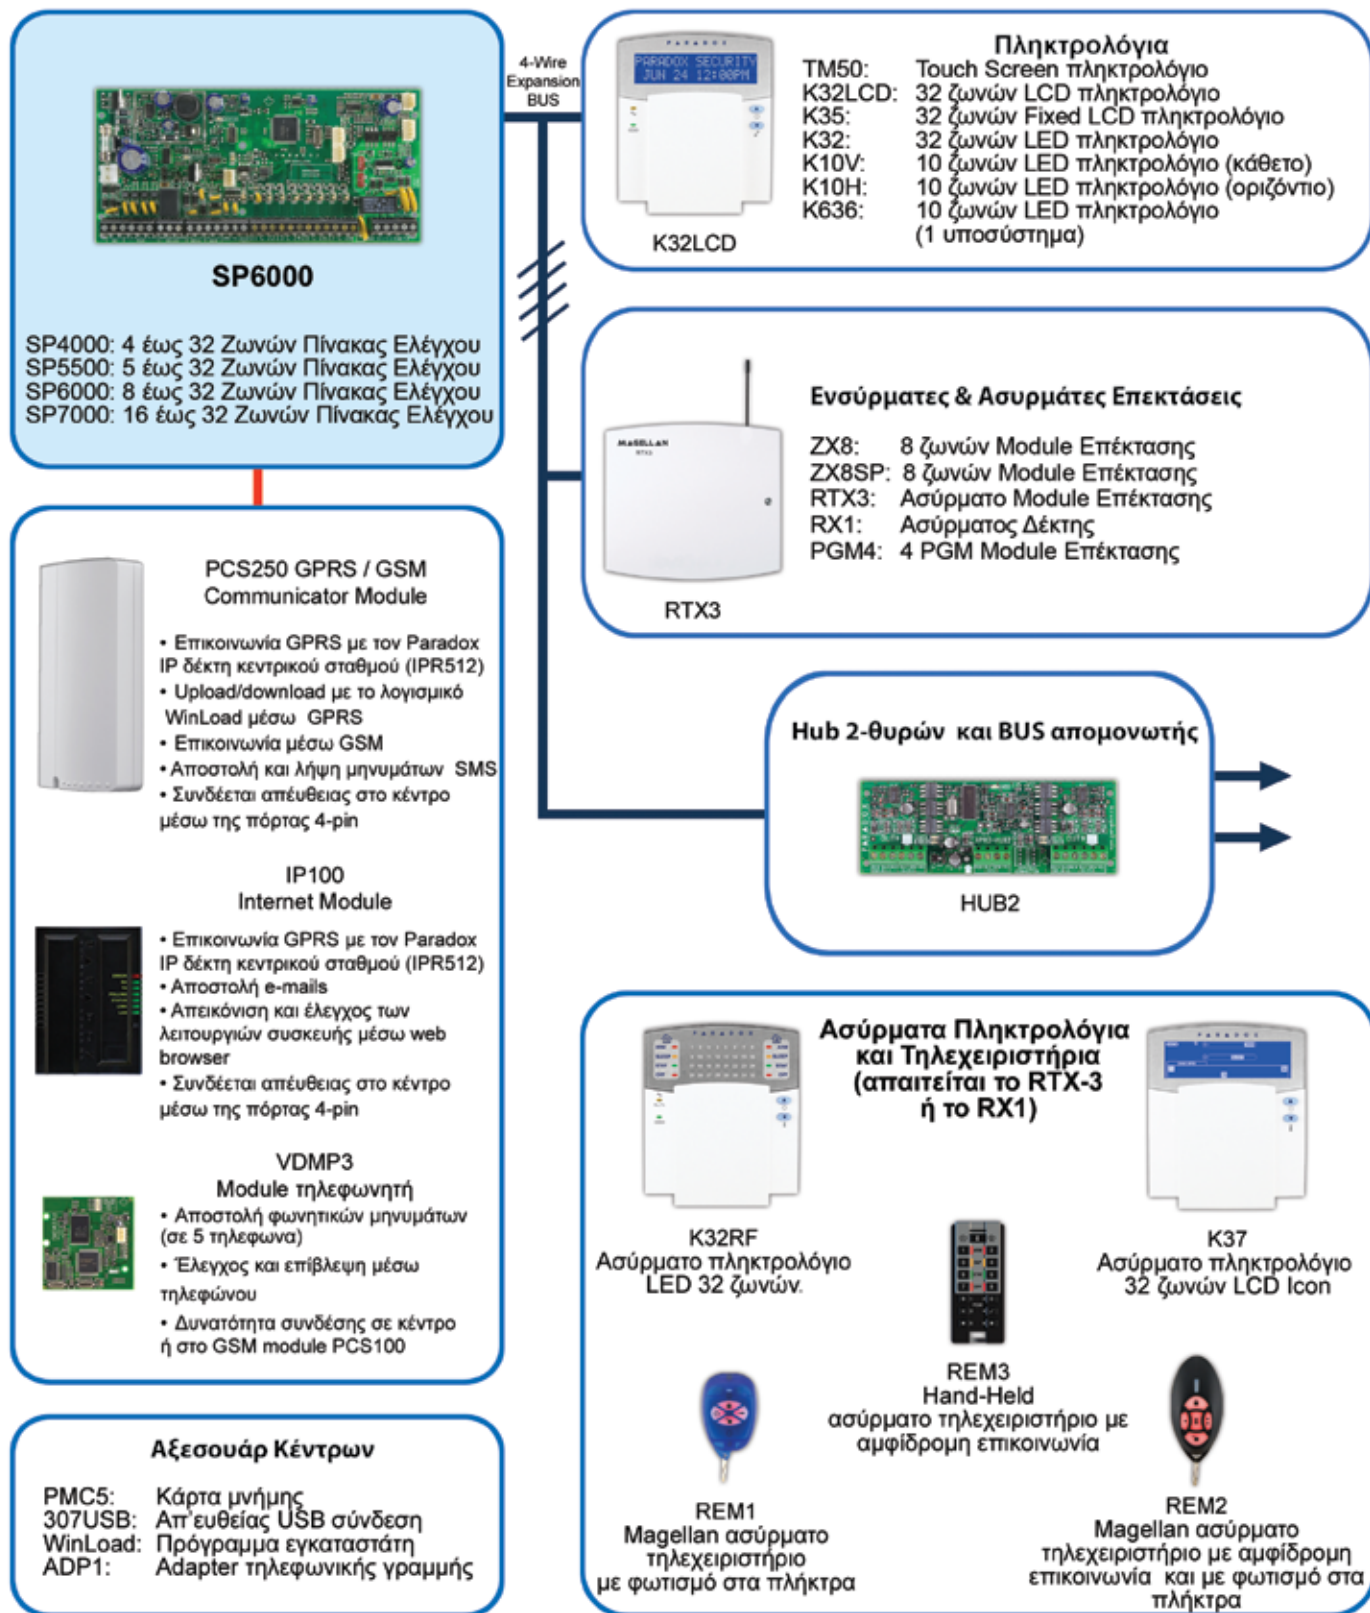 SP6000
SP4000: 4 έως 32 Ζωνών Πίνακας Ελέγχου
SP5500: 5 έως 32 Ζωνών Πίνακας Ελέγχου
SP6000: 8 έως 32 Ζωνών Πίνακας Ελέγχου
SP7000: 16 έως 32 Ζωνών Πίνακας Ελέγχου
4-Wire
Expansion
BUS
PARADOX
PARADOX SECURITY
JUN 24 12:00PM
K32LCD
Πληκτρολόγια
TM50: Touch Screen πληκτρολόγιο
K32LCD: 32 ζωνών LCD πληκτρολόγιο
K35: 32 ζωνών Fixed LCD πληκτρολόγιο
K32: 32 ζωνών LED πληκτρολόγιο
K10V: 10 ζωνών LED πληκτρολόγιο (κάθετο)
K10H: 10 ζωνών LED πληκτρολόγιο (οριζόντιο)
K636: 10 ζωνών LED πληκτρολόγιο
(1 υποσύστημα)
MAGELLAN
RTX3
RTX3
Ενσύρματες & Ασυρμάτες Επεκτάσεις
ZX8: 8 ζωνών Module Επέκτασης
ZX8SP: 8 ζωνών Module Επέκτασης
RTX3: Ασύρματο Module Επέκτασης
RX1: Ασύρματος Δέκτης
PGM4: 4 PGM Module Επέκτασης
Hub 2-θυρών και BUS απομονωτής
HUB2
PCS250 GPRS / GSM
Communicator Module
• Επικοινωνία GPRS με τον Paradox
IP δέκτη κεντρικού σταθμού (IPR512)
• Upload/download με το λογισμικό
WinLoad μέσω GPRS
• Επικοινωνία μέσω GSM
• Αποστολή και λήψη μηνυμάτων SMS
• Συνδέεται απέυθειας στο κέντρο
μέσω της πόρτας 4-pin
IP100
Internet Module
• Επικοινωνία GPRS με τον Paradox
IP δέκτη κεντρικού σταθμού (IPR512)
• Αποστολή e-mails
• Απεικόνιση και έλεγχος των
λειτουργιών συσκευής μέσω web
browser
• Συνδέεται απέυθειας στο κέντρο
μέσω της πόρτας 4-pin
VDMP3
Module τηλεφωνητή
• Αποστολή φωνητικών μηνυμάτων
(σε 5 τηλεφωνα)
• Έλεγχος και επίβλεψη μέσω
τηλεφώνου
• Δυνατότητα συνδέσης σε κέντρο
ή στο GSM module PCS100
Αξεσουάρ Κέντρων
PMC5: Κάρτα μνήμης
307USB: Απ'ευθείας USB σύνδεση
WinLoad: Πρόγραμμα εγκαταστάτη
ADP1: Adapter τηλεφωνικής γραμμής
Ασύρματα Πληκτρολόγια
και Τηλεχειριστήρια
(απαιτείται το RTX-3
ή το RX1)
PARADOX
K32RF
Ασύρματο πληκτρολόγιο
LED 32 ζωνών.
PARADOX
K37
Ασύρματο πληκτρολόγιο
32 ζωνών LCD Icon
REM3
Hand-Held
ασύρματο τηλεχειριστήριο με
αμφίδρομη επικοινωνία
REM1
Magellan ασύρματο
τηλεχειριστήριο
με φωτισμό στα πλήκτρα
REM2
Magellan ασύρματο
τηλεχειριστήριο με αμφίδρομη
επικοινωνία και με φωτισμό στα
πλήκτρα